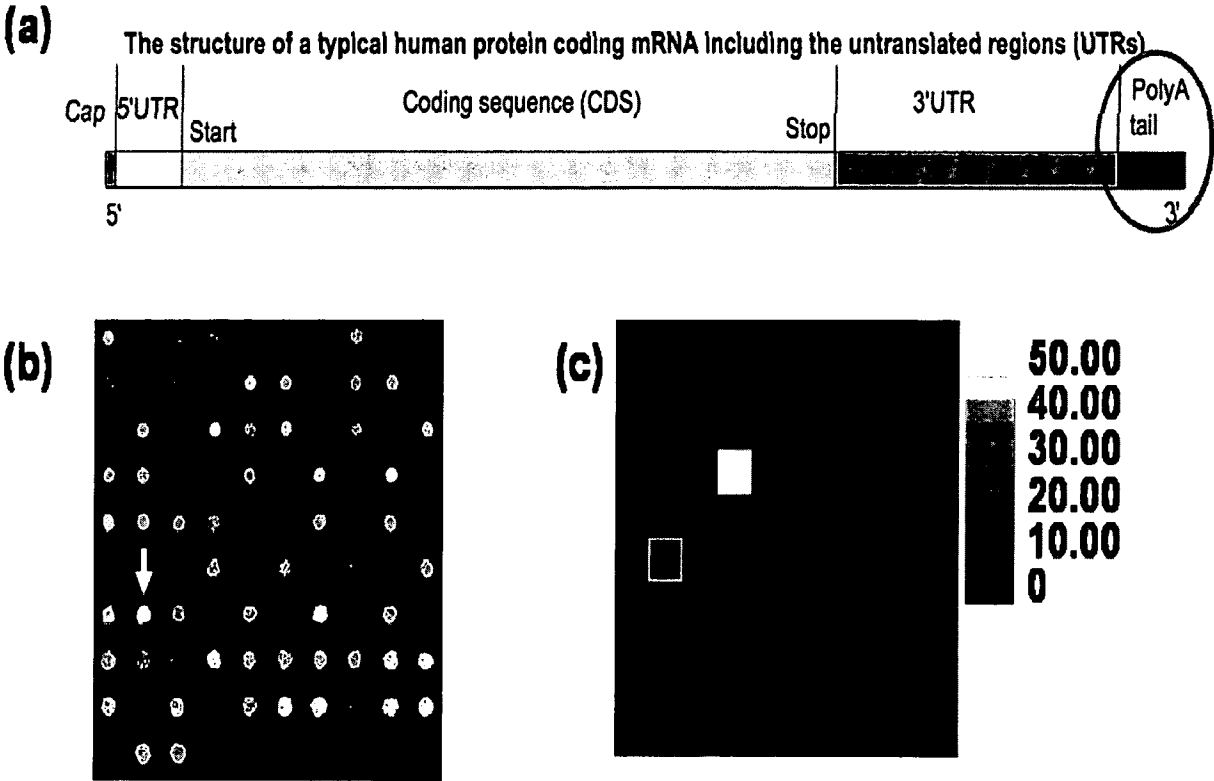 (a)
The structure of a typical human protein coding mRNA including the untranslated regions (UTRs)
Cap 5'UTR Coding sequence (CDS) 3'UTR PolyA
tail
Start Stop
5' 3'
(b)
(c)
50.00
40.00
30.00
20.00
10.00
0